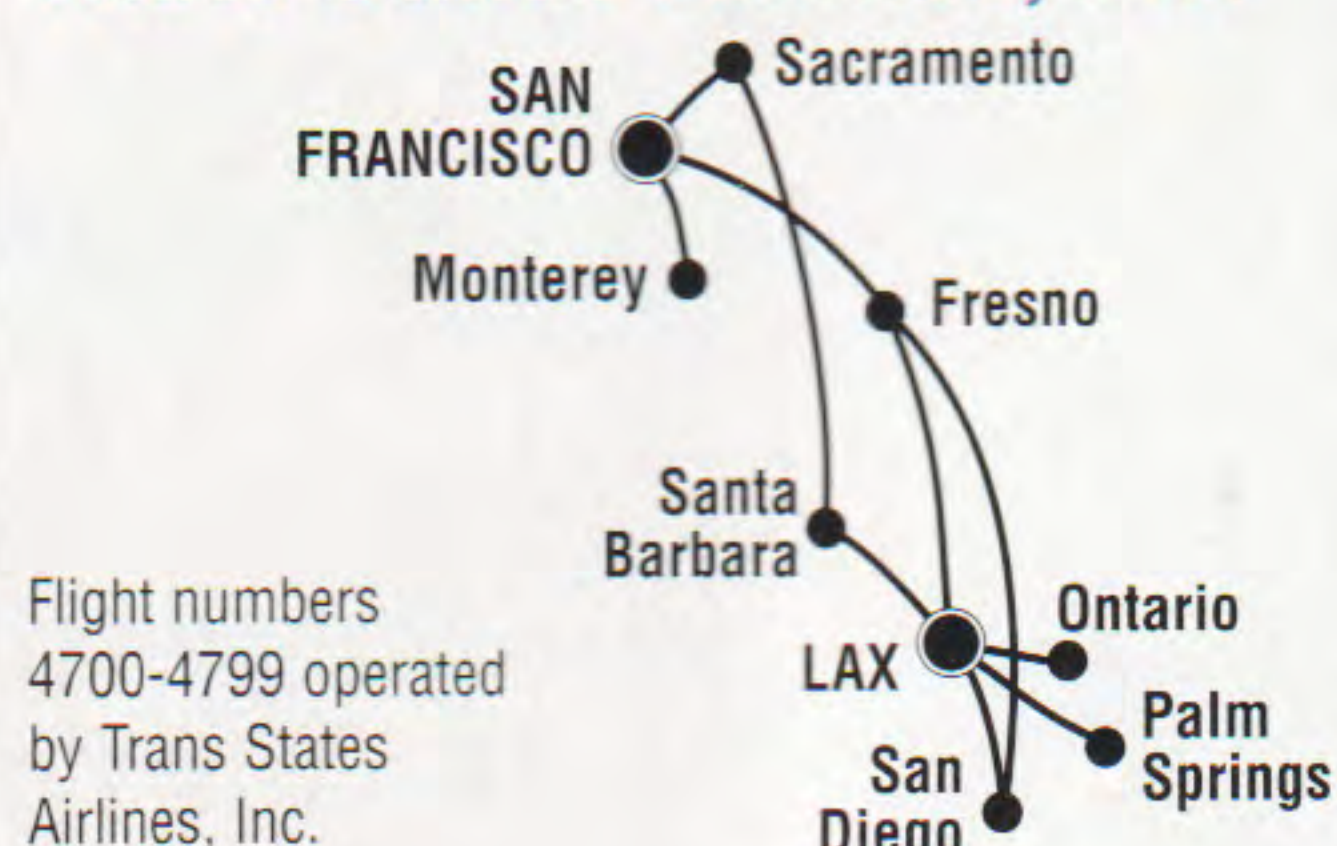 Sacramento
SAN
FRANCISCO
Monterey
Fresno
Santa
Barbara
Ontario
LAX
Palm
Springs
San
Diego
Flight numbers
4700-4799 operated
by Trans States
Airlines, Inc.